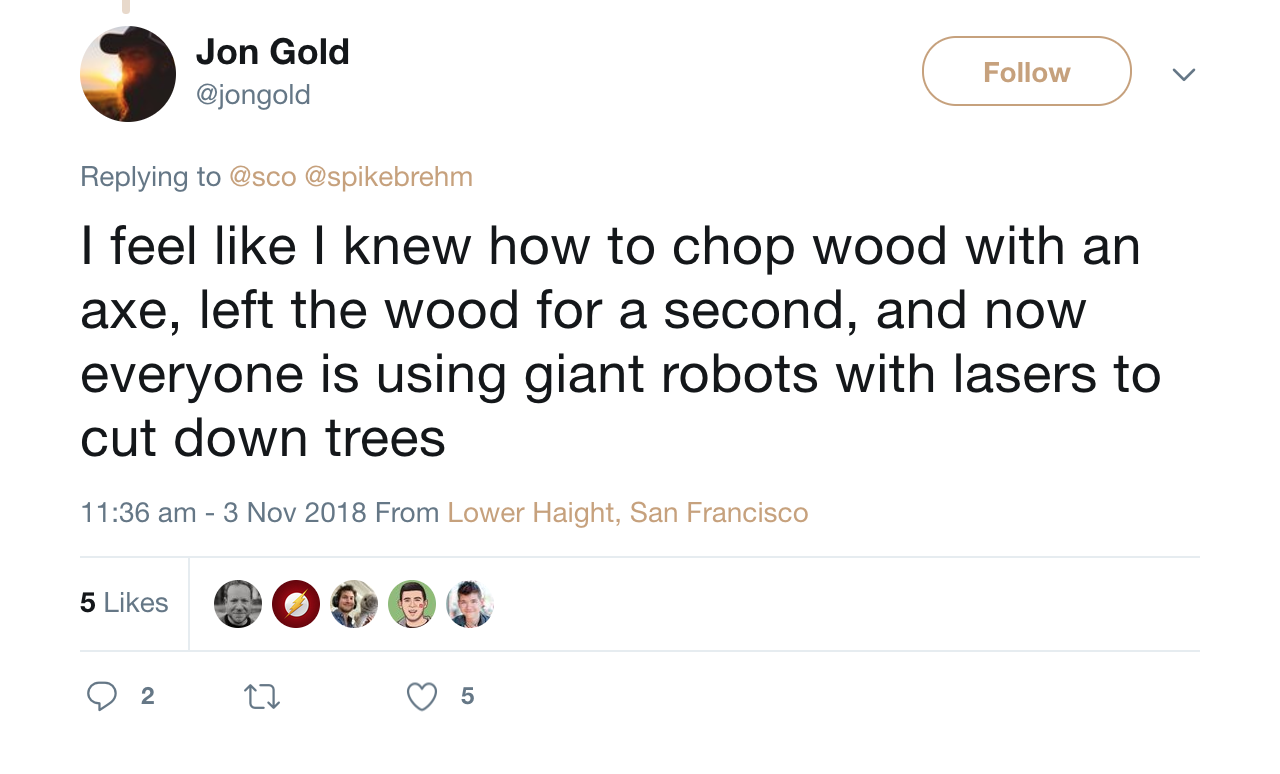 Jon Gold
@jongold
Follow
Replying to @sco @spikebrehm
I feel like I knew how to chop wood with an
axe, left the wood for a second, and now
everyone is using giant robots with lasers to
cut down trees
11:36 am - 3 Nov 2018 From Lower Haight, San Francisco
5 Likes
2
5